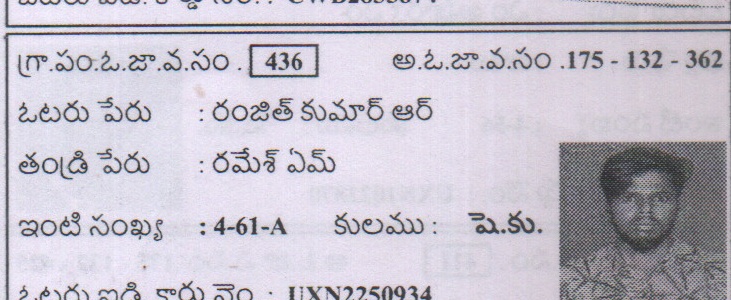 గ్రా.పం.ఓ.జా.వ.సం. 436 అ.ఓ.జా.వ.సం .175 - 132 - 362
ఓటరు పేరు : రంజిత్ కుమార్ ఆర్
తండ్రి పేరు : రమేశ్ ఏమ్
ఇంటి సంఖ్య : 4-61-A కులము : షె.కు.
ఓటరు ఐడి. కార్డు నెం : UXN2250934